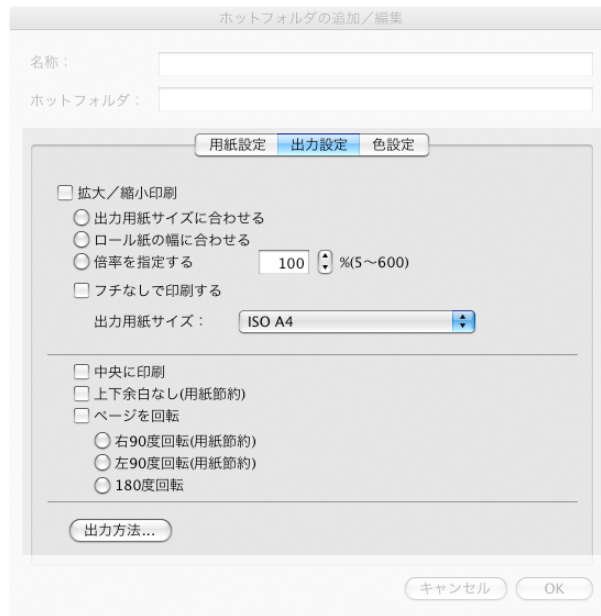 ホットフォルダの追加／編集
名称：
ホットフォルダ：
用紙設定 出力設定 色設定
拡大／縮小印刷
出力用紙サイズに合わせる
ロール紙の幅に合わせる
倍率を指定する 100 %(5～600)
フチなしで印刷する
出力用紙サイズ： ISO A4
中央に印刷
上下余白なし(用紙節約)
ページを回転
右90度回転(用紙節約)
左90度回転(用紙節約)
180度回転
出力方法...
キャンセル OK